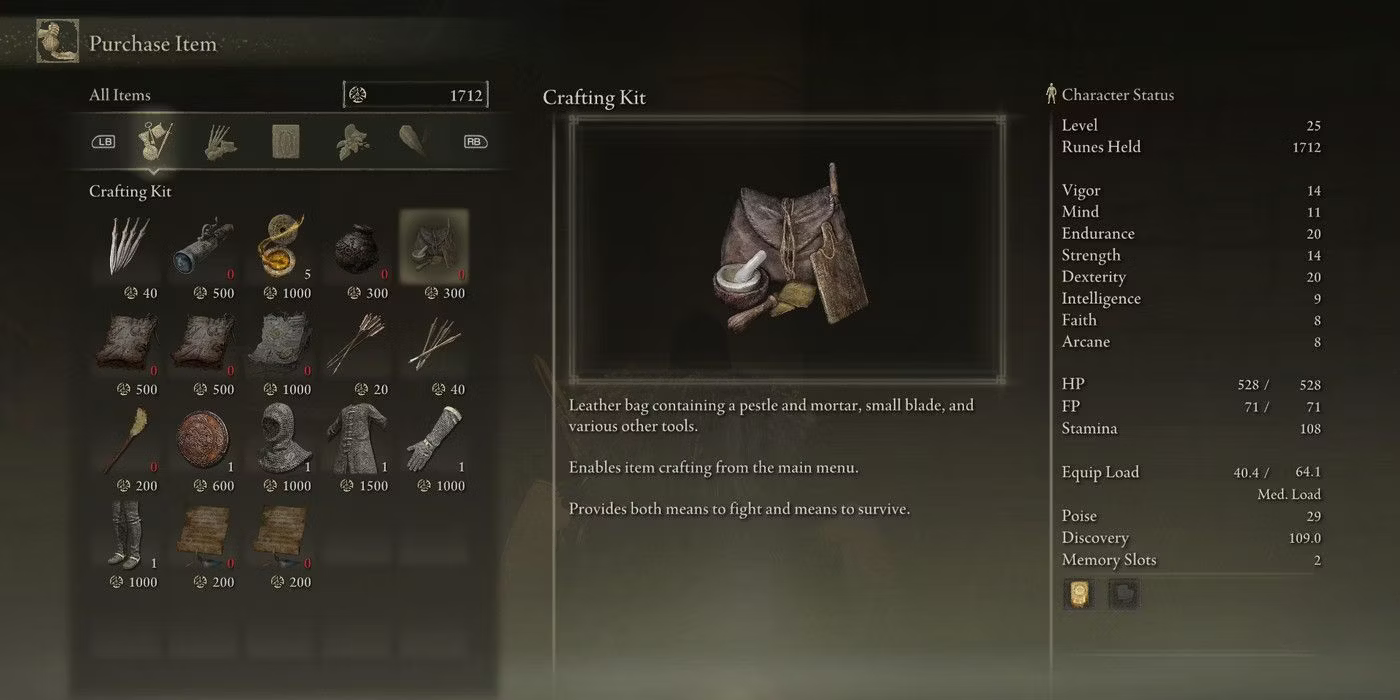 Purchase Item
All Items
1712
LB
RB
Crafting Kit
0
5
0
0
40
500
1000
300
300
0
0
0
500
500
1000
20
40
0
1
1
1
1
200
600
1000
1500
1000
1
0
0
1000
200
200
Crafting Kit
Leather bag containing a pestle and mortar, small blade, and
various other tools.
Enables item crafting from the main menu.
Provides both means to fight and means to survive.
Character Status
Level 25
Runes Held 1712
Vigor 14
Mind 11
Endurance 20
Strength 14
Dexterity 20
Intelligence 9
Faith 8
Arcane 8
HP 528 / 528
FP 71 / 71
Stamina 108
Equip Load 40.4 / 64.1
Med. Load
Poise 29
Discovery 109.0
Memory Slots 2